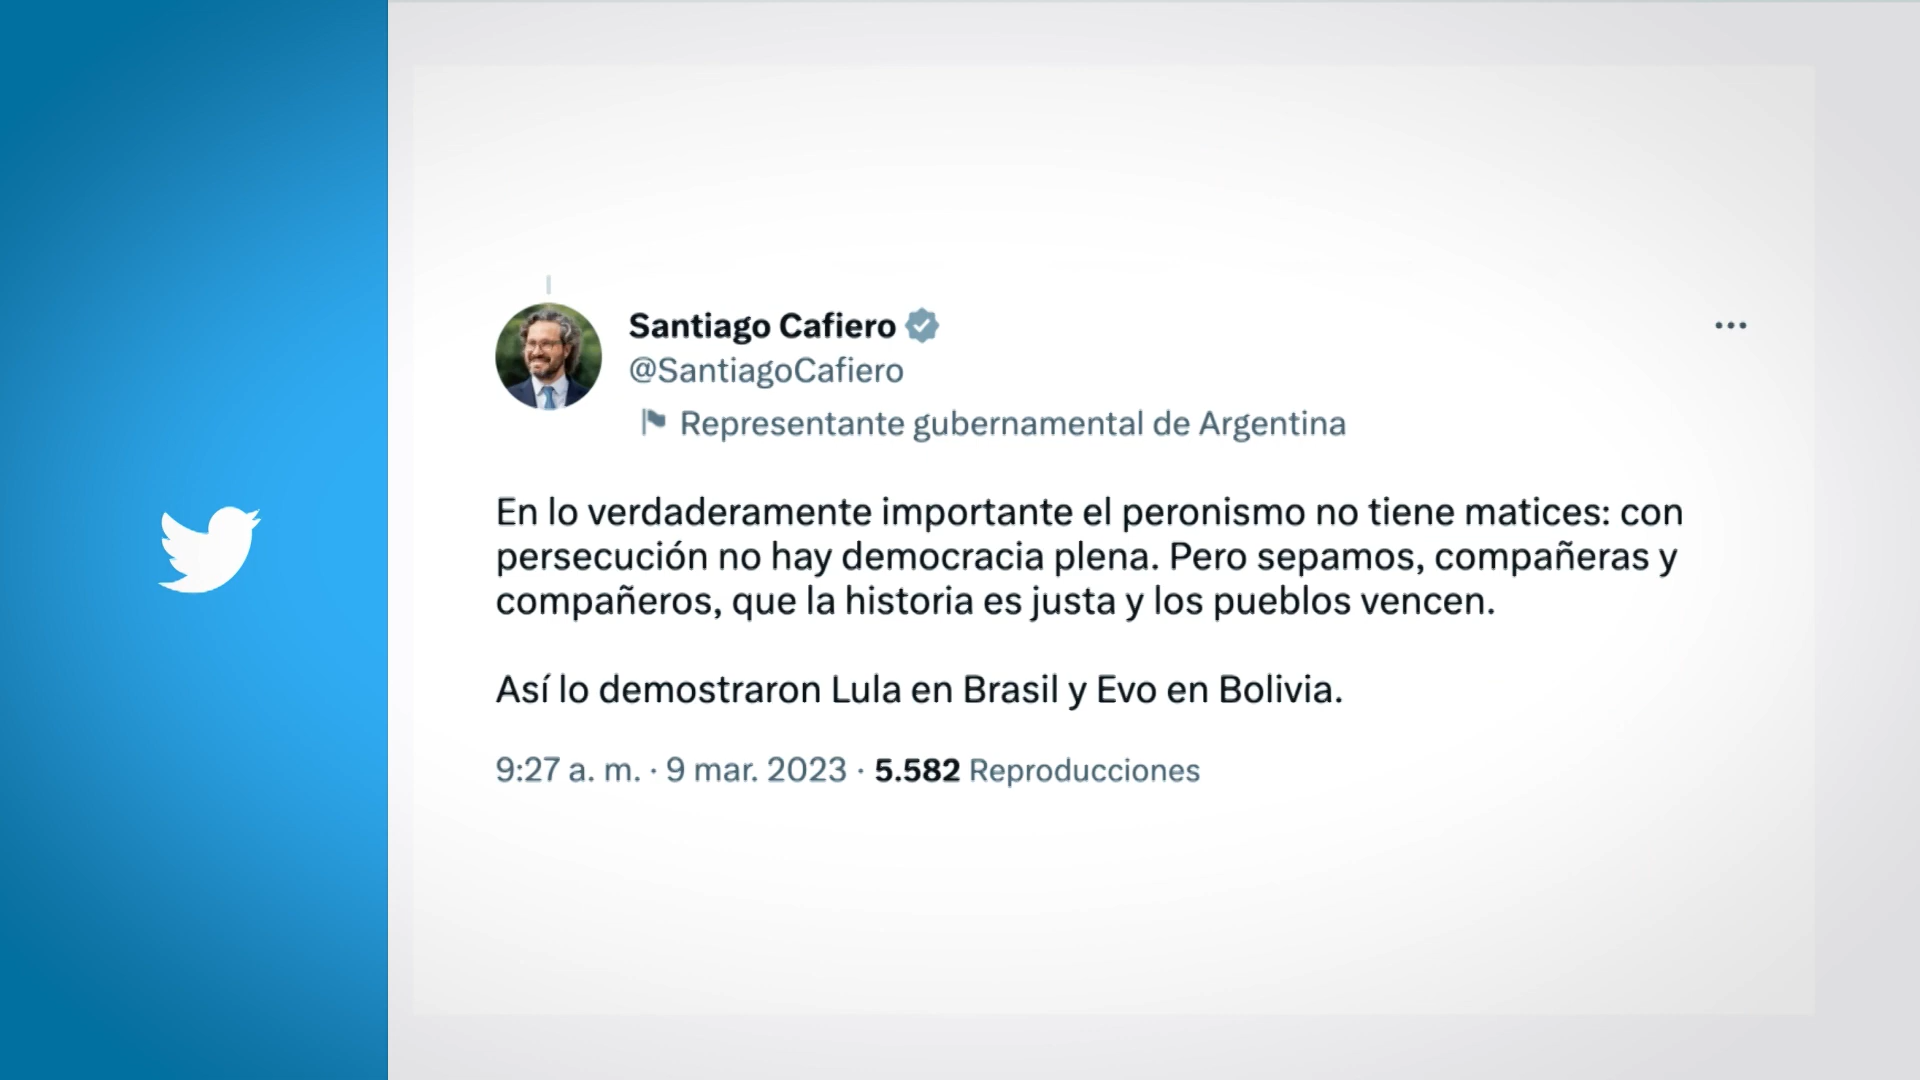 Santiago Cafiero
@SantiagoCafiero
Representante gubernamental de Argentina
En lo verdaderamente importante el peronismo no tiene matices: con
persecución no hay democracia plena. Pero sepamos, compañeras y
compañeros, que la historia es justa y los pueblos vencen.
Así lo demostraron Lula en Brasil y Evo en Bolivia.
9:27 a. m. · 9 mar. 2023 · 5.582 Reproducciones